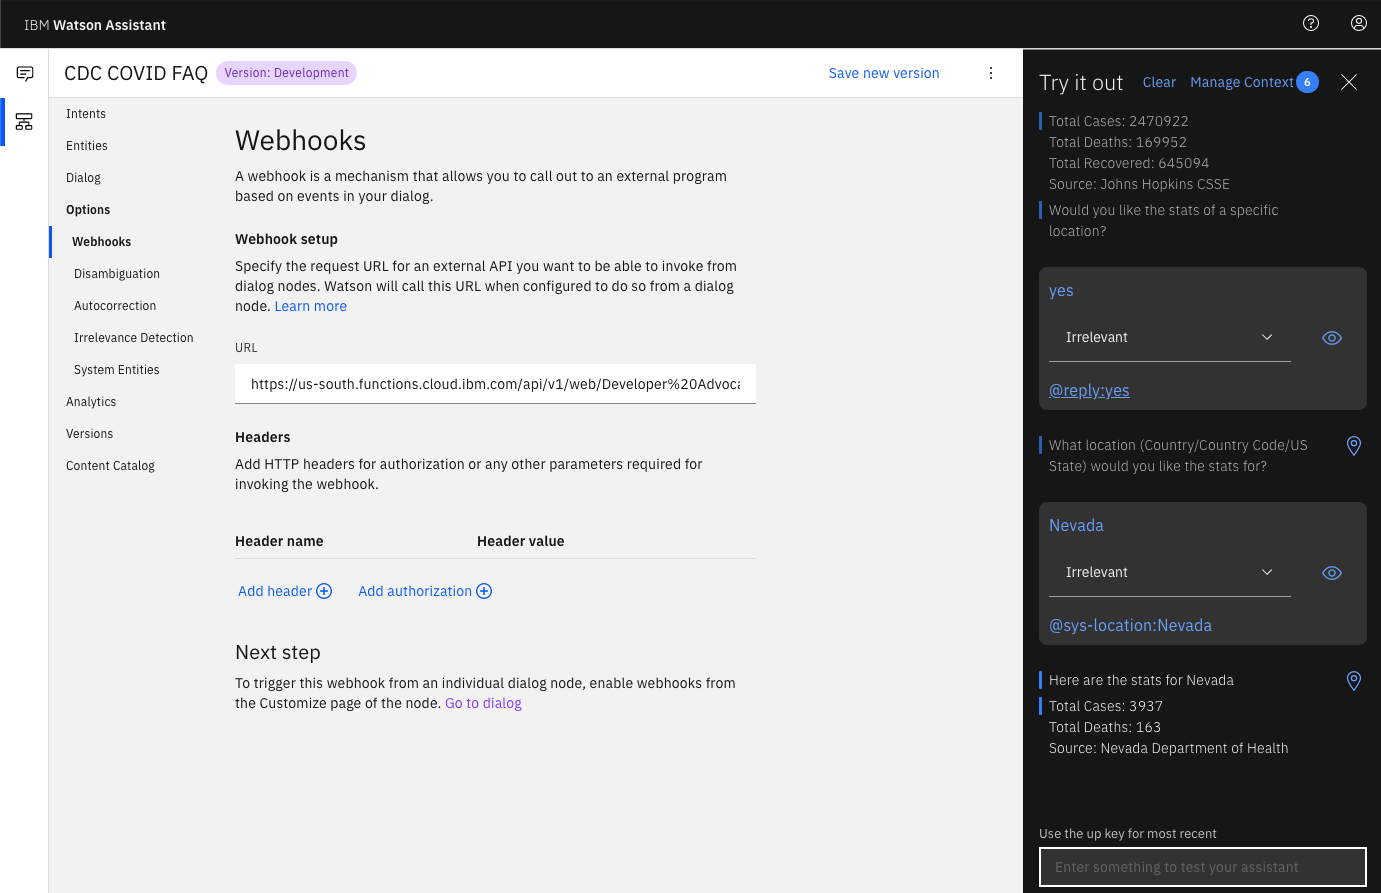 IBM Watson Assistant
CDC COVID FAQ
Version: Development
Save new version
Intents
Entities
Dialog
Options
Webhooks
Disambiguation
Autocorrection
Irrelevance Detection
System Entities
Analytics
Versions
Content Catalog
Webhooks
A webhook is a mechanism that allows you to call out to an external program
based on events in your dialog.
Webhook setup
Specify the request URL for an external API you want to be able to invoke from
dialog nodes. Watson will call this URL when configured to do so from a dialog
node. Learn more
URL
https://us-south.functions.cloud.ibm.com/api/v1/web/Developer%20Advoca
Headers
Add HTTP headers for authorization or any other parameters required for
invoking the webhook.
Header name Header value
Add header Add authorization
Next step
To trigger this webhook from an individual dialog node, enable webhooks from
the Customize page of the node. Go to dialog
Try it out Clear Manage Context 6
Total Cases: 2470922
Total Deaths: 169952
Total Recovered: 645094
Source: Johns Hopkins CSSE
Would you like the stats of a specific
location?
yes
Irrelevant
@reply:yes
What location (Country/Country Code/US
State) would you like the stats for?
Nevada
Irrelevant
@sys-location:Nevada
Here are the stats for Nevada
Total Cases: 3937
Total Deaths: 163
Source: Nevada Department of Health
Use the up key for most recent
Enter something to test your assistant